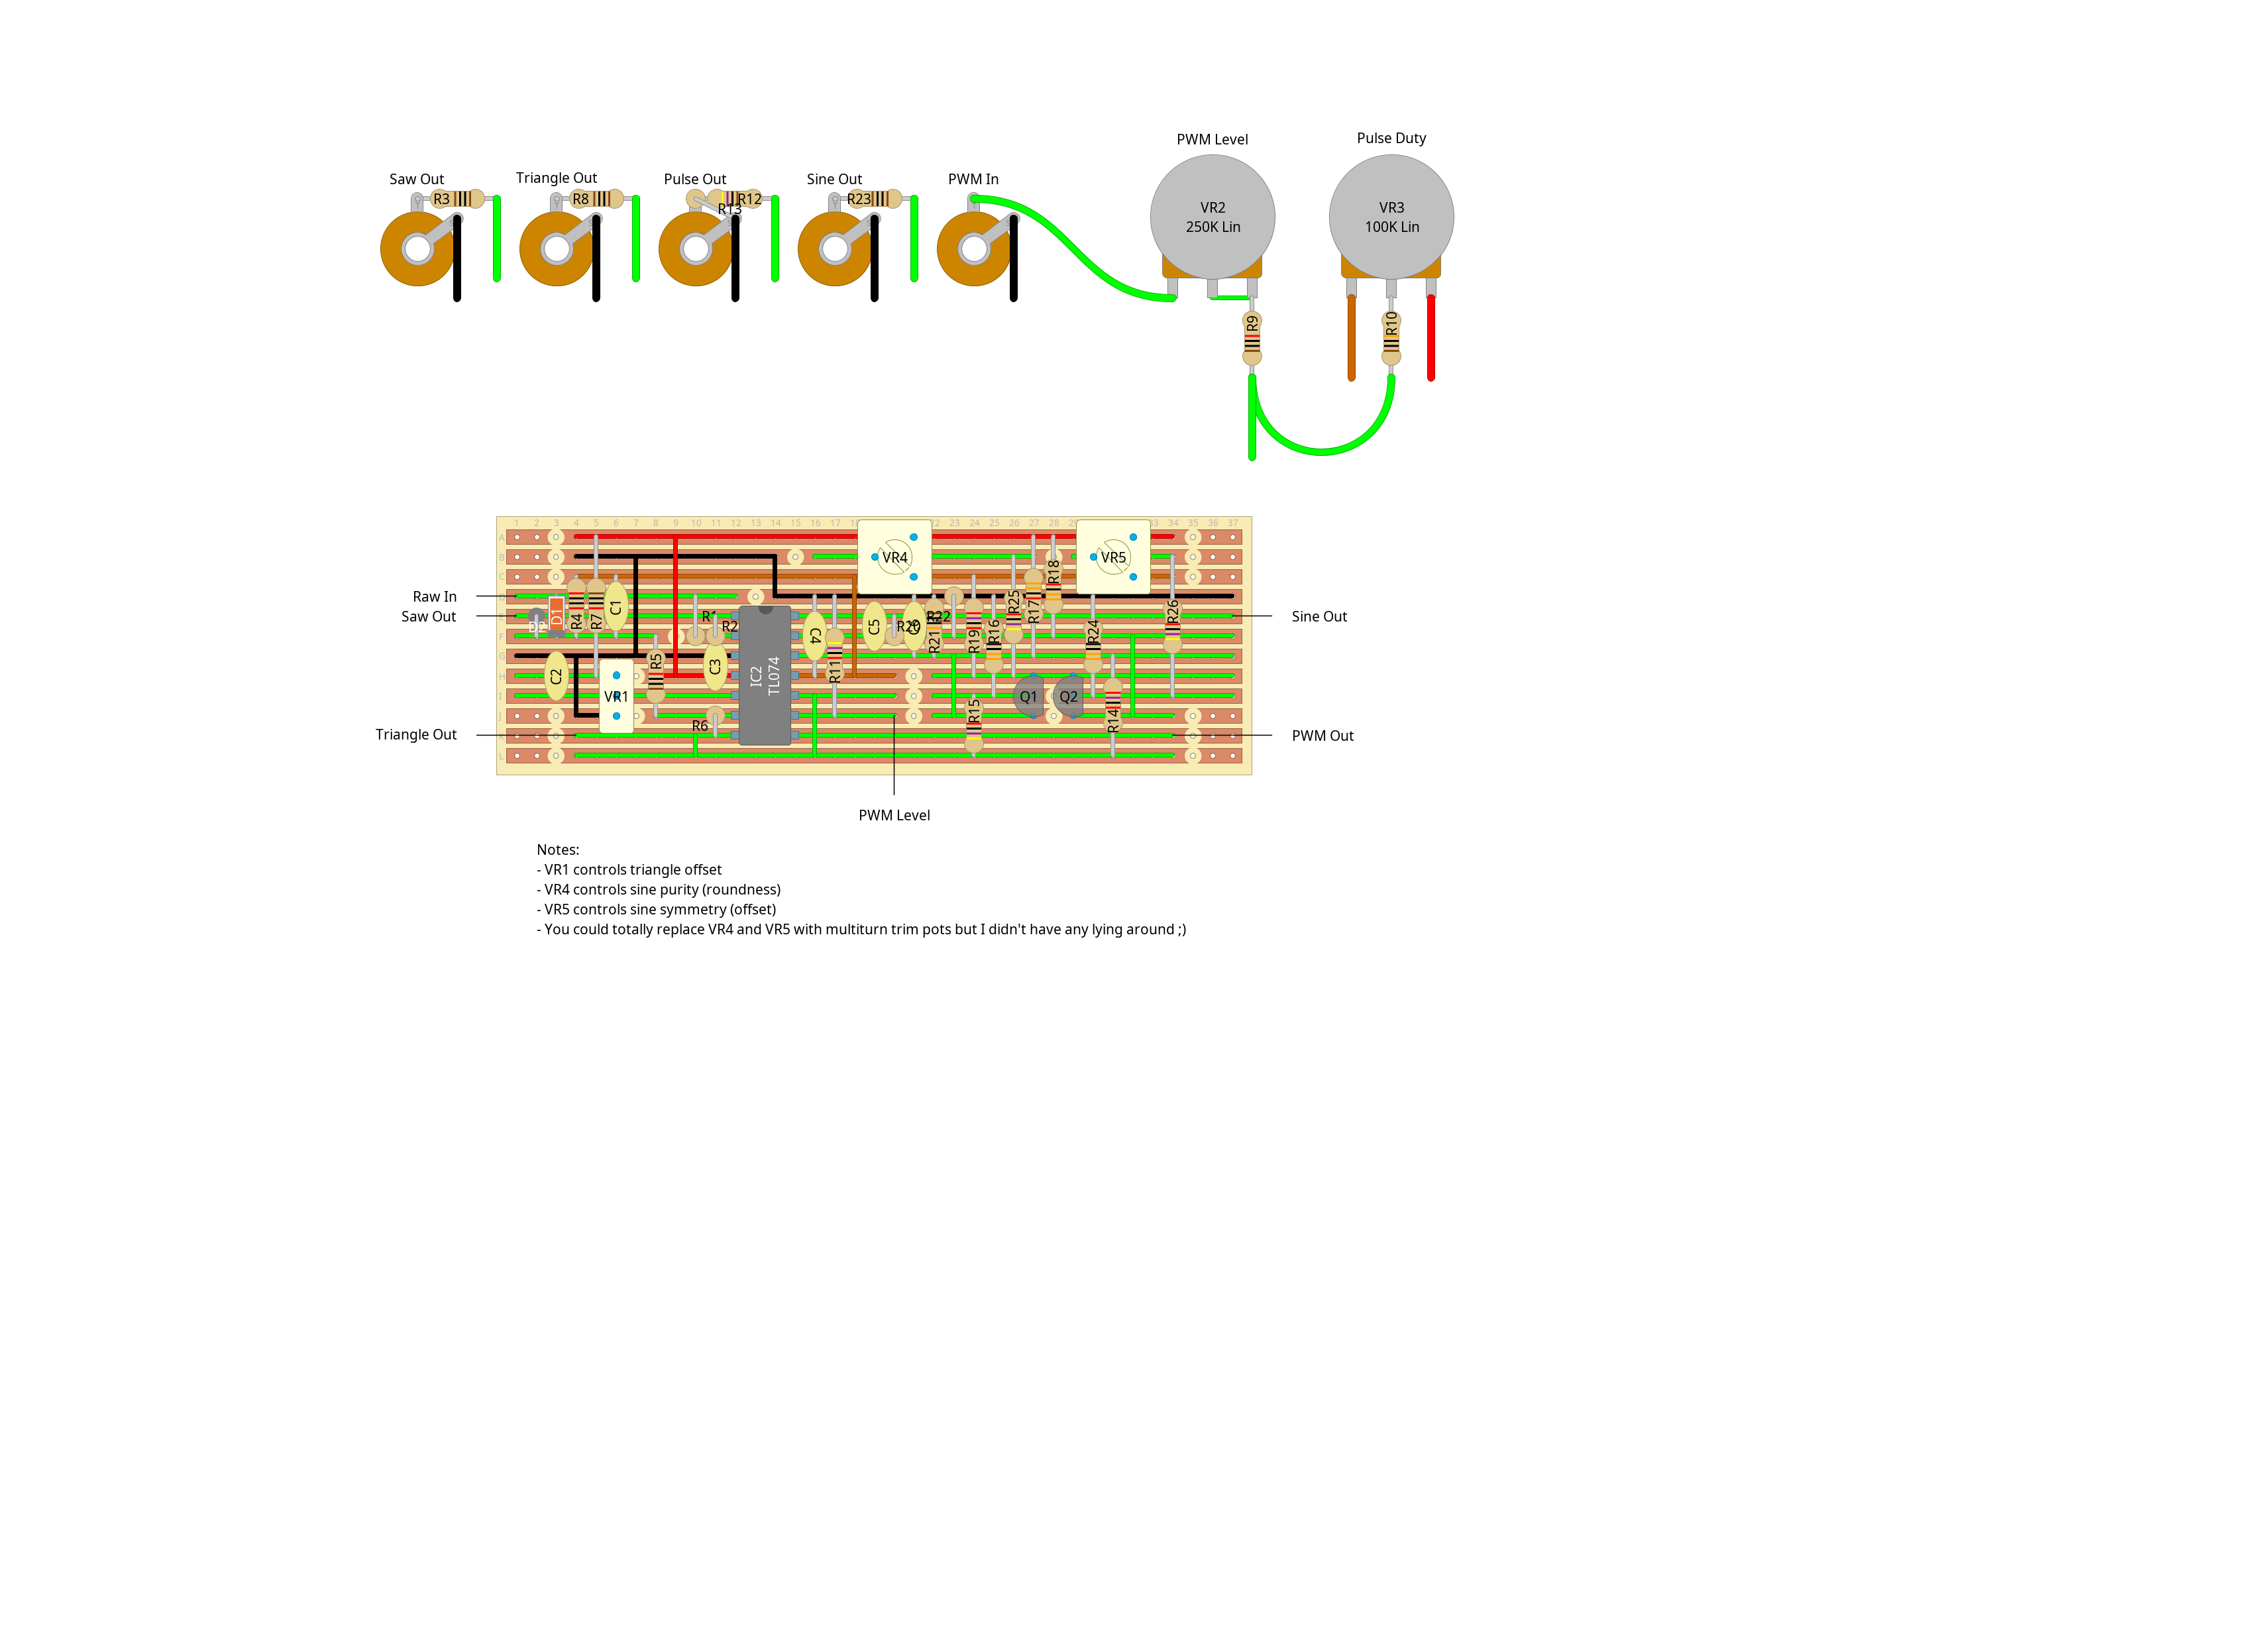 PWM Level
Pulse Duty
Saw Out
Triangle Out
Pulse Out
Sine Out
PWM In
R3
R8
R12
R13
R23
VR2
250K Lin
VR3
100K Lin
R9
R10
1 2 3 4 5 6 7 8 9 10 11 12 13 14 15 16 17 22 23 24 25 26 27 28 33 34 35 36 37
A
B
C
E
F
G
H
I
J
K
L
VR4
VR5
Raw In
Saw Out
Sine Out
D1
R4
R7
C1
R1
R2
C4
C5
R20
R22
R21
R19
R16
R25
R17
R18
R24
R26
C2
VR1
R5
C3
R6
IC2
TL074
R11
R15
Q1
Q2
R14
Triangle Out
PWM Out
PWM Level
Notes:
- VR1 controls triangle offset
- VR4 controls sine purity (roundness)
- VR5 controls sine symmetry (offset)
- You could totally replace VR4 and VR5 with multiturn trim pots but I didn't have any lying around ;)